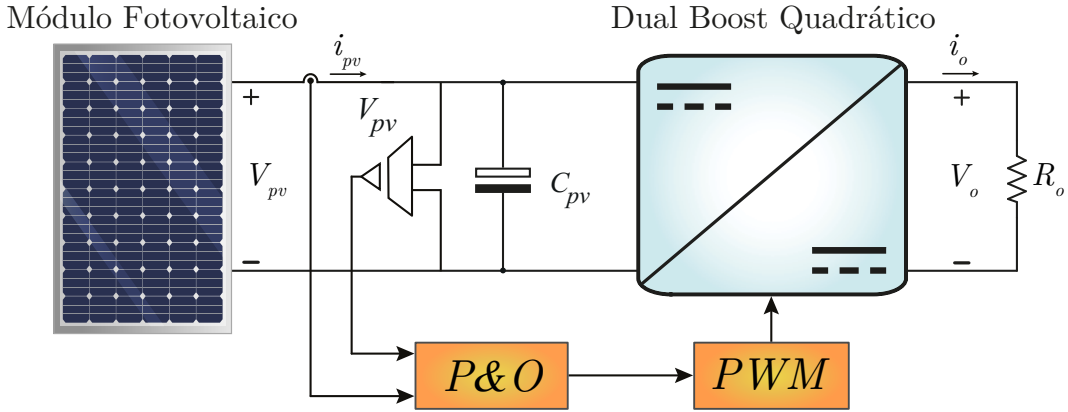 Módulo Fotovoltaico
Dual Boost Quadrático
i_pv
i_o
+
V_pv
+
V_pv
C_pv
V_o
R_o
−
−
P&O
PWM